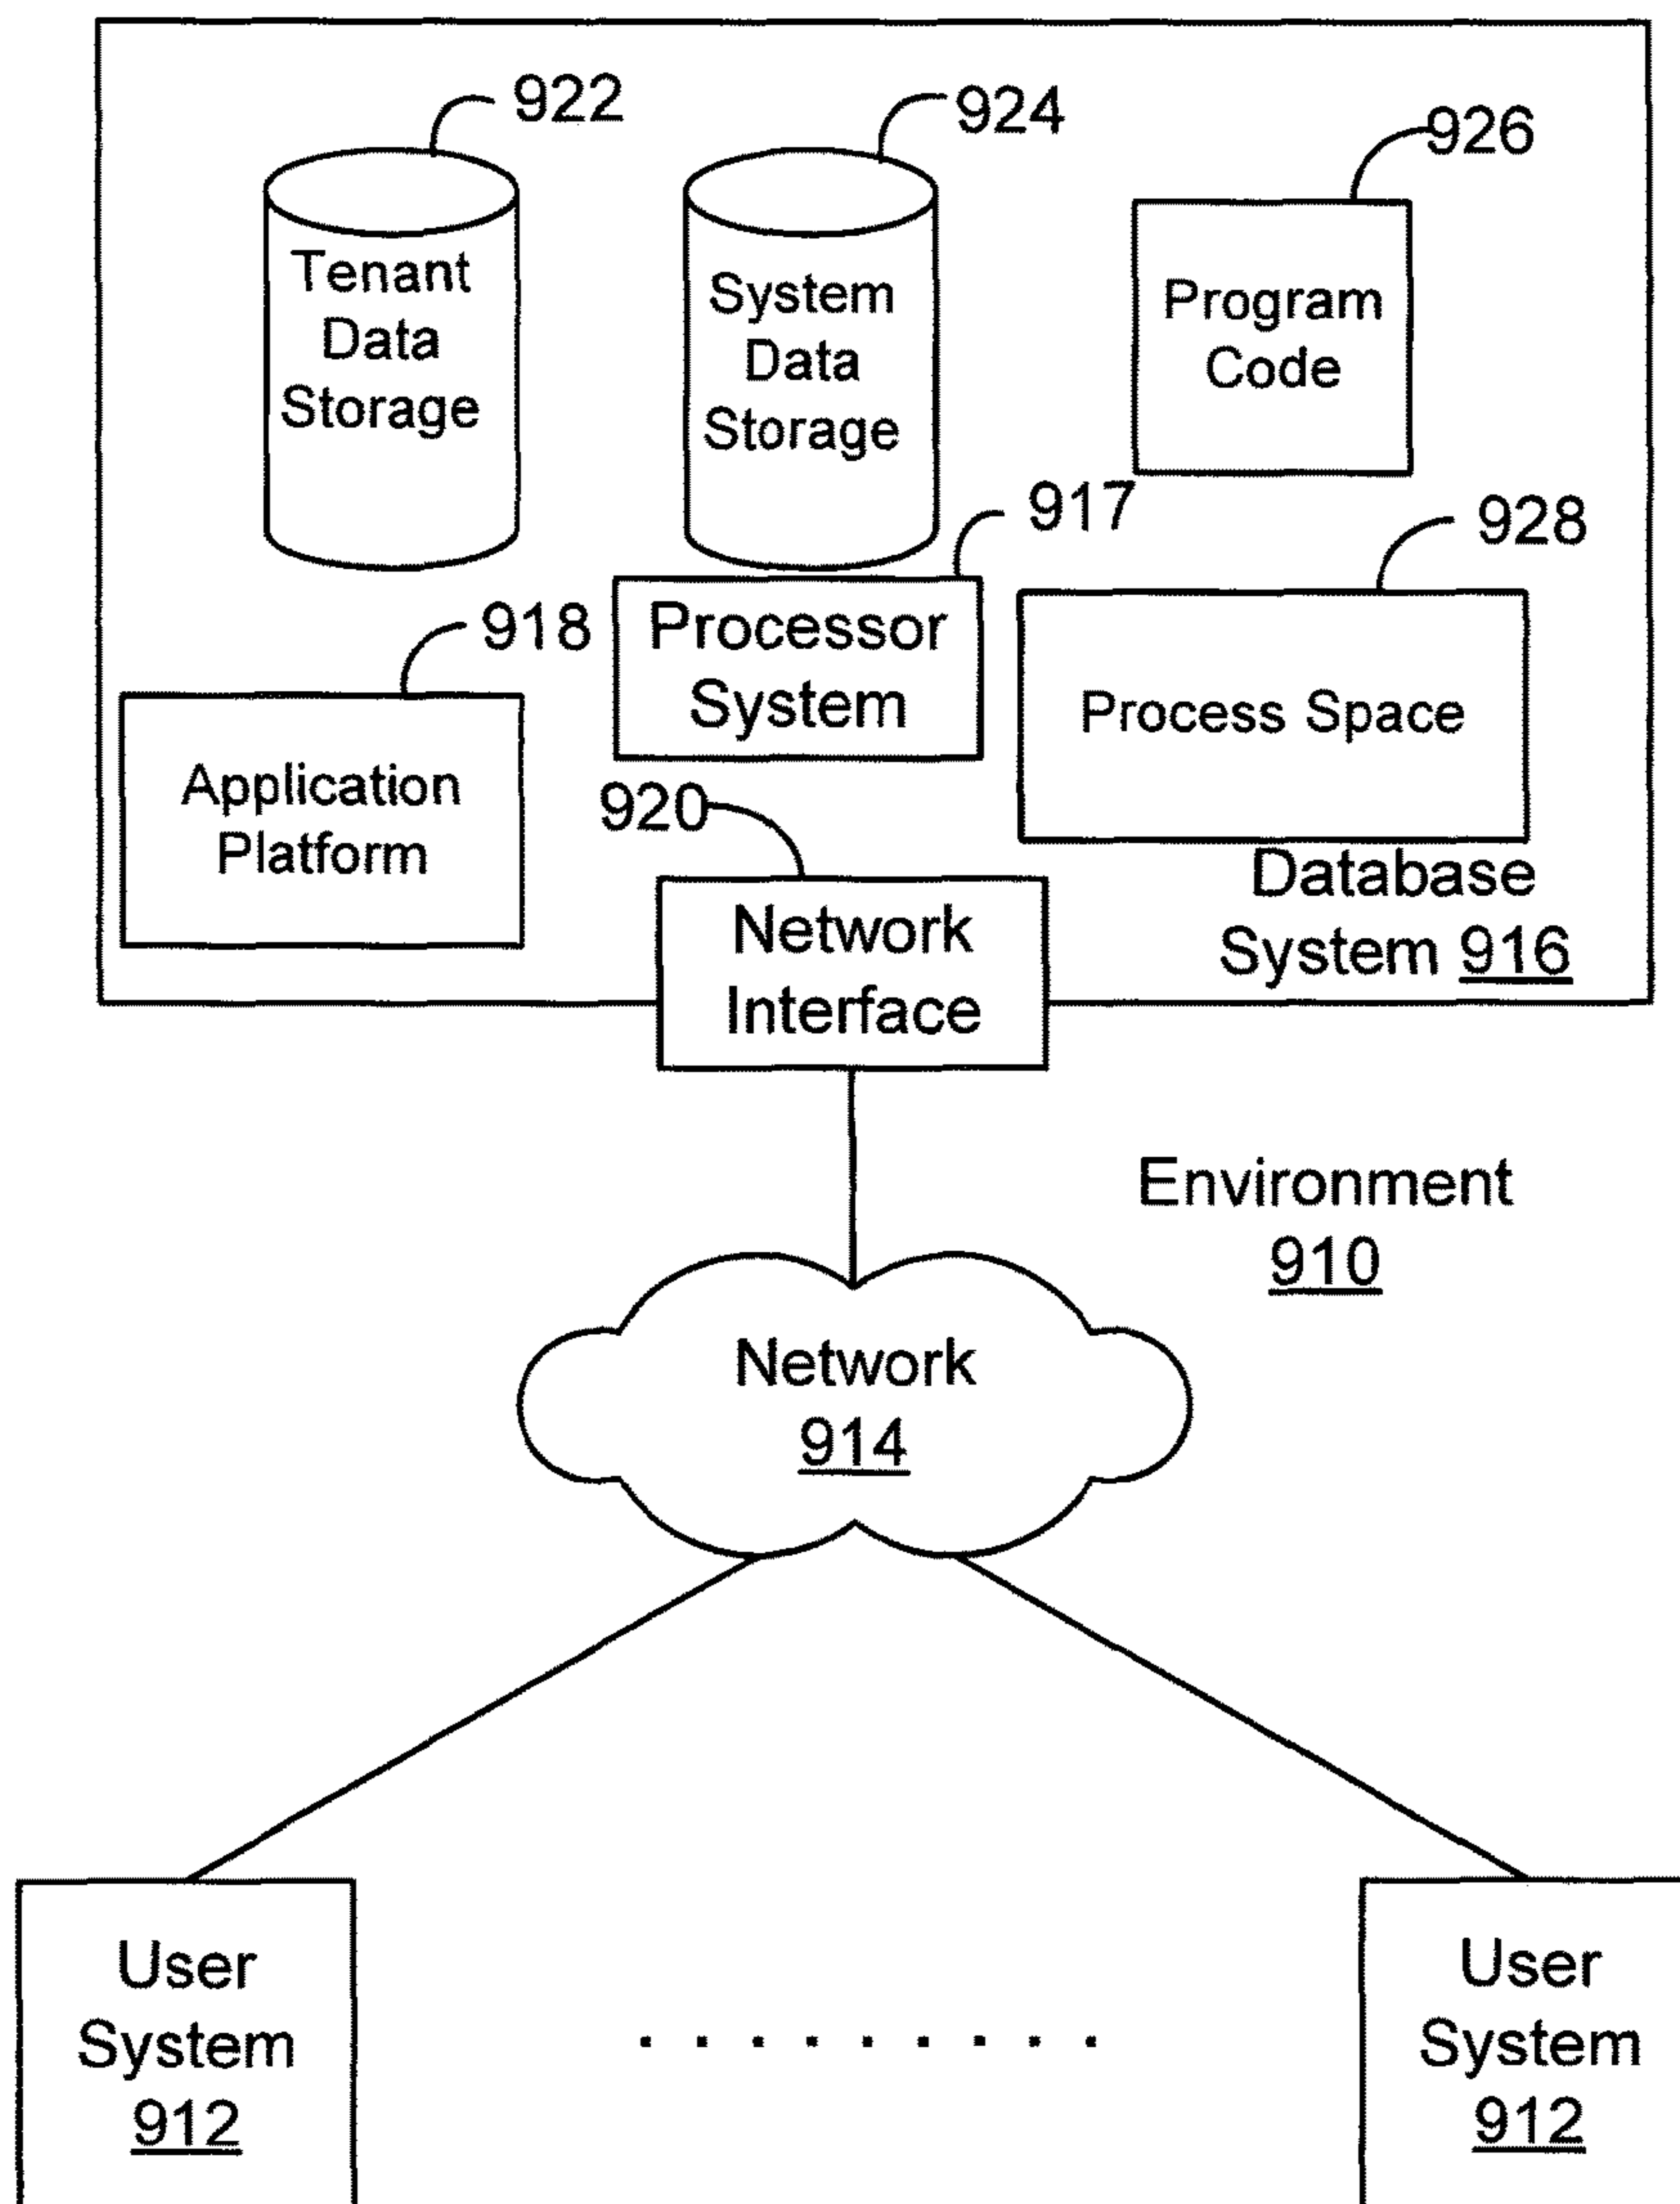 922
924
926
Tenant
Data
Storage
System
Data
Storage
Program
Code
917
928
918
Processor
System
Process Space
Application
Platform
920
Database
System 916
Network
Interface
Environment
910
Network
914
User
System
912
. . . . . . . . .
User
System
912